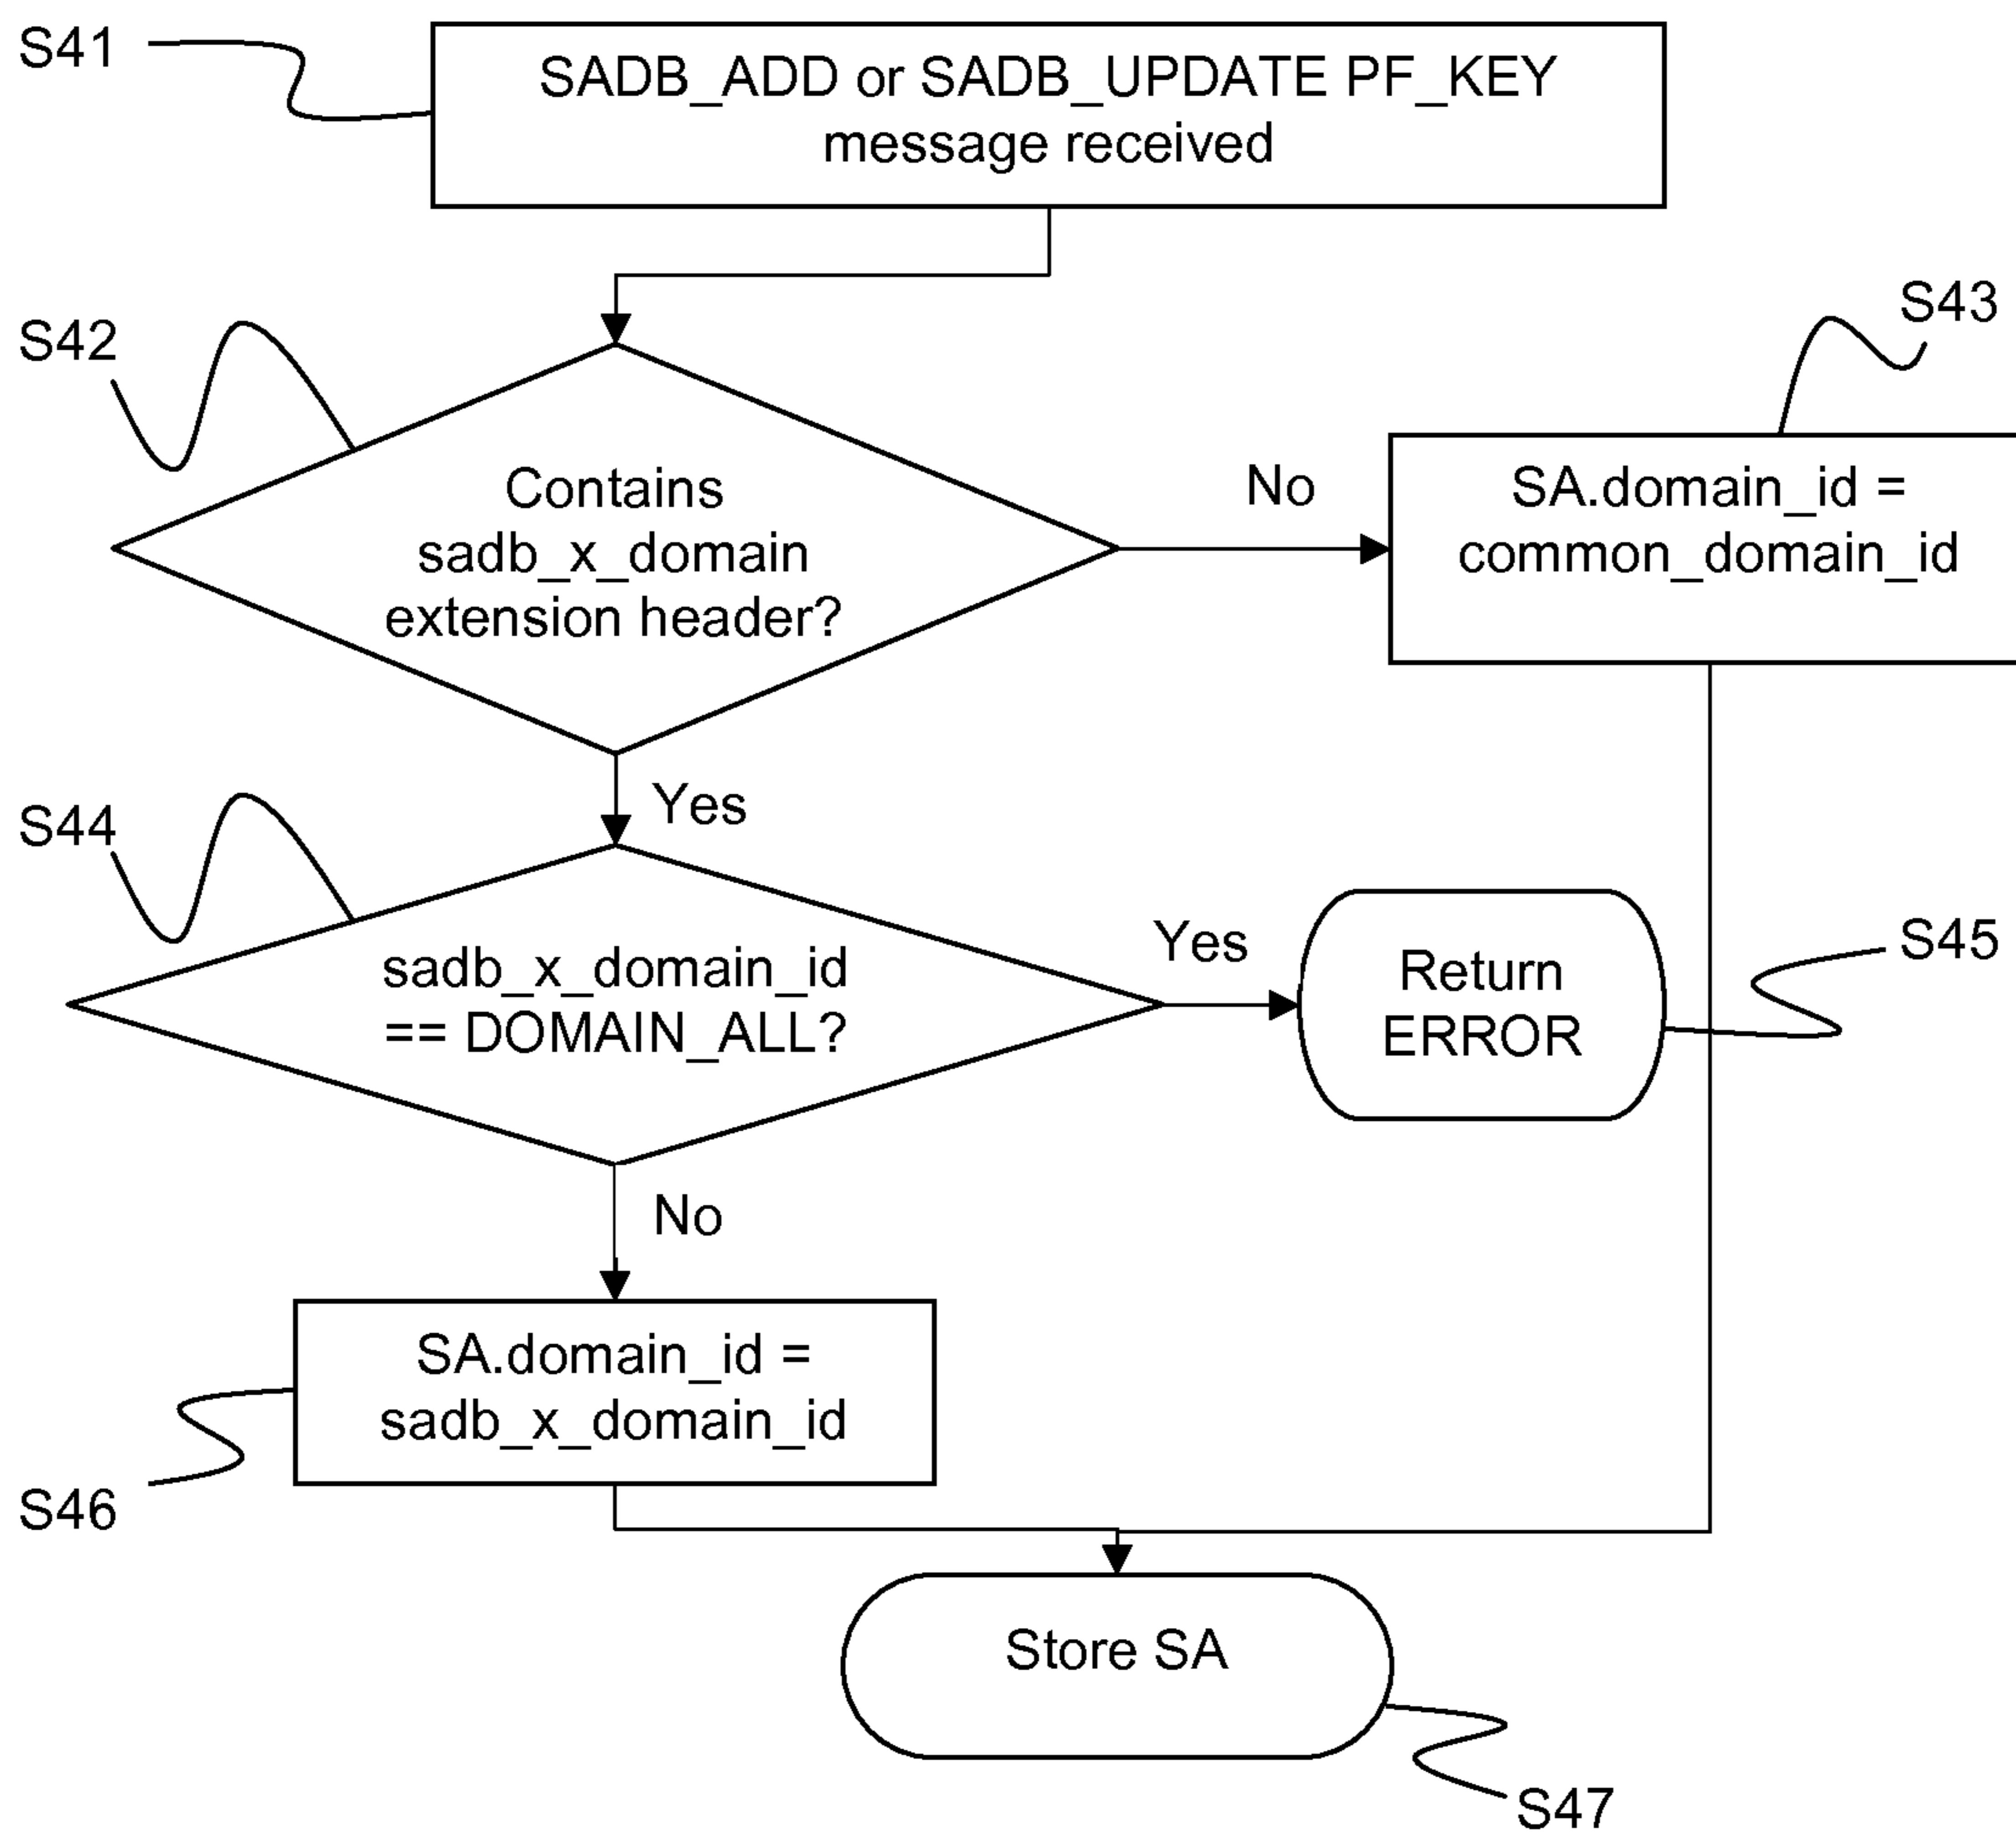 S41
SADB_ADD or SADB_UPDATE PF_KEY
message received
S42
Contains
sadb_x_domain
extension header?
No
S43
SA.domain_id =
common_domain_id
Yes
S44
sadb_x_domain_id
== DOMAIN_ALL?
Yes
Return
ERROR
S45
No
SA.domain_id =
sadb_x_domain_id
S46
Store SA
S47